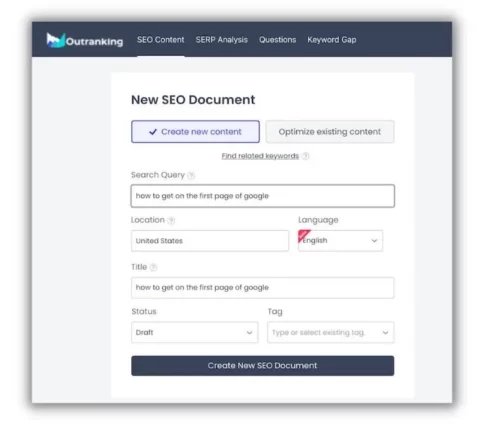 Outranking SEO Content SERP Analysis Questions Keyword Gap
New SEO Document
Create new content Optimize existing content
Find related keywords ?
Search Query ?
how to get on the first page of google
Location ? Language
United States English
Title ?
how to get on the first page of google
Status Tag
Draft Type or select existing tag.
Create New SEO Document